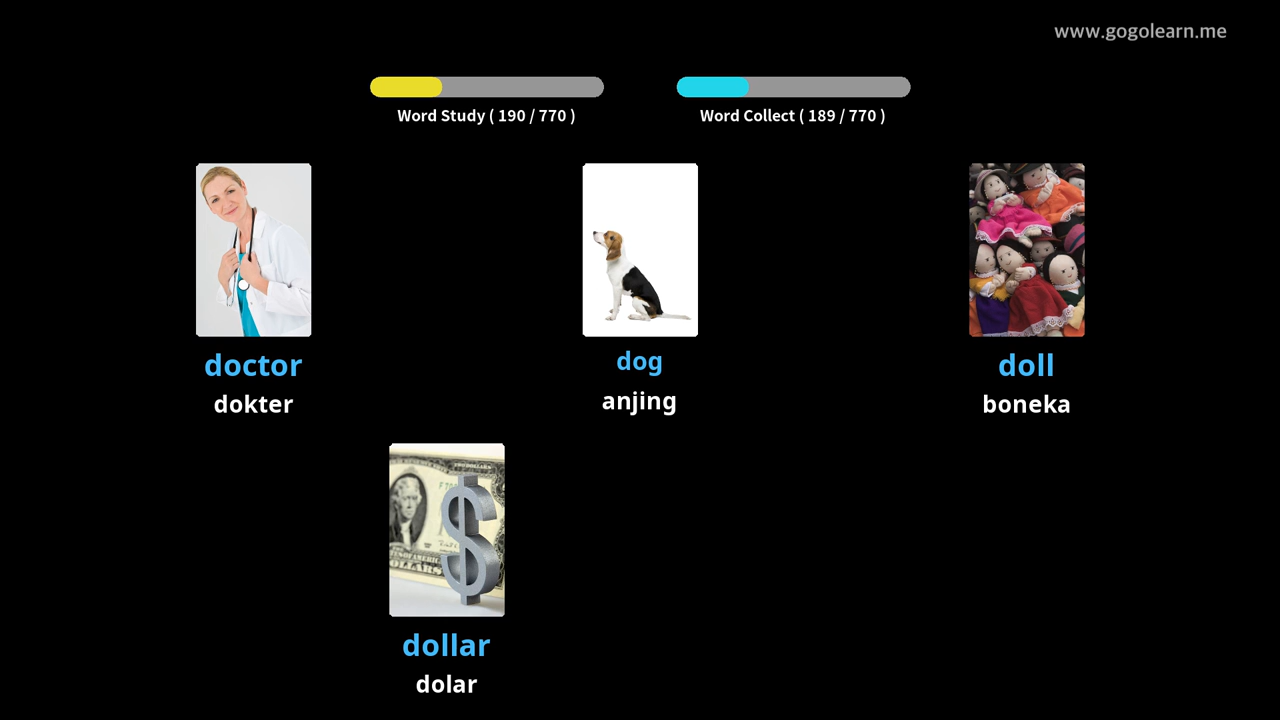 www.gogolearn.me
Word Study ( 190 / 770 )
Word Collect ( 189 / 770 )
doctor
dokter
dog
anjing
doll
boneka
dollar
dolar